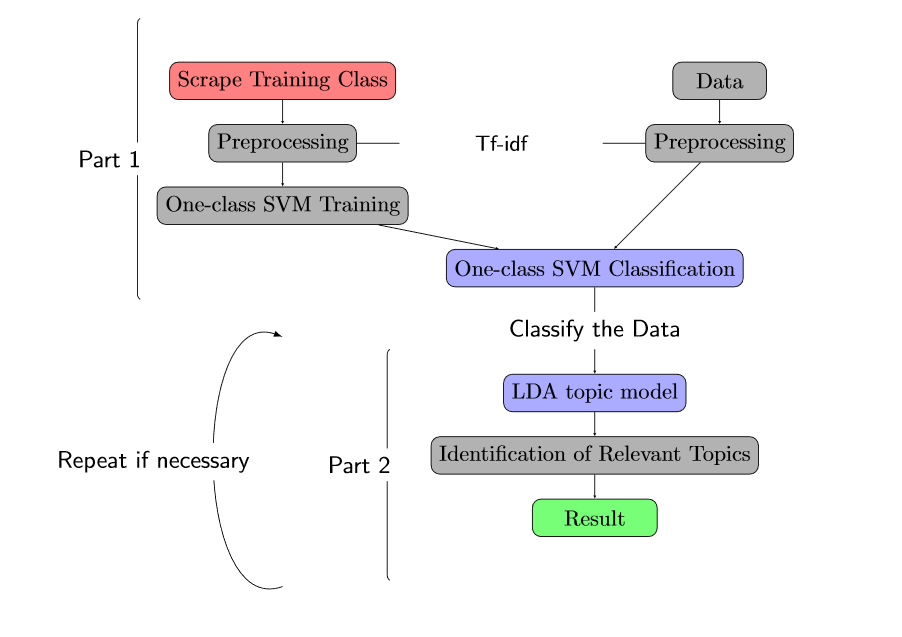 Scrape Training Class
Data
Preprocessing
Tf-idf
Preprocessing
Part 1
One-class SVM Training
One-class SVM Classification
Classify the Data
LDA topic model
Identification of Relevant Topics
Repeat if necessary
Part 2
Result